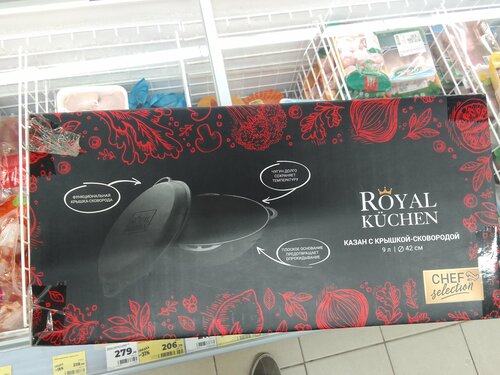 ФУНКЦИОНАЛЬНАЯ
КРЫШКА-СКОВОРОДА
ЧУГУН ДОЛГО
СОХРАНЯЕТ
ТЕМПЕРАТУРУ
ПЛОСКОЕ ОСНОВАНИЕ
ПРЕДОТВРАЩАЕТ
ОПРОКИДЫВАНИЕ
ROYAL
KÜCHEN
КАЗАН С КРЫШКОЙ-СКОВОРОДОЙ
9 л | Ø 42 см
CHEF
selection
279
206